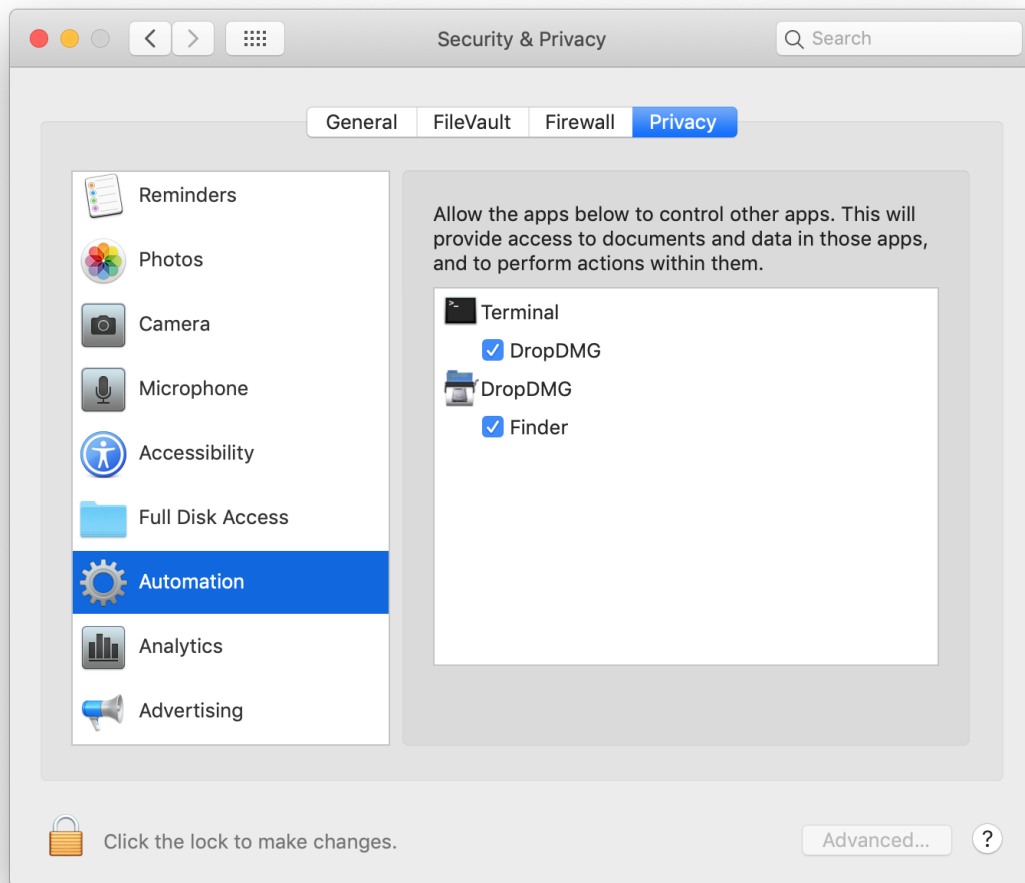 Security & Privacy
Search
General
FileVault
Firewall
Privacy
Reminders
Photos
Camera
Microphone
Accessibility
Full Disk Access
Automation
Analytics
Advertising
Allow the apps below to control other apps. This will
provide access to documents and data in those apps,
and to perform actions within them.
Terminal
DropDMG
DropDMG
Finder
Click the lock to make changes.
Advanced...
?